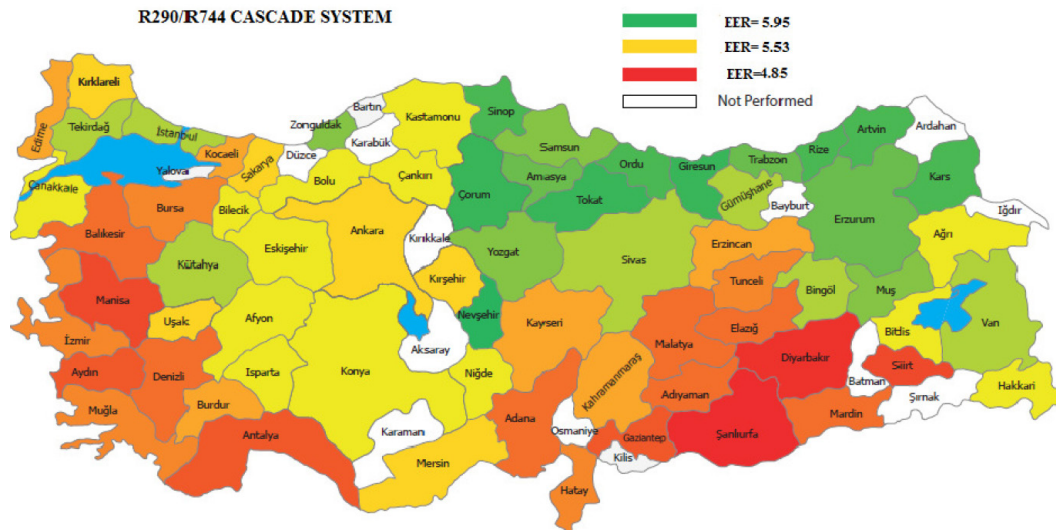 R290/R744 CASCADE SYSTEM
EER= 5.95
EER= 5.53
EER=4.85
Not Performed
Kırklareli
Edirne
Tekirdağ
İstanbul
Kocaeli
Yalova
Sakarya
Düzce
Zonguldak
Bartın
Karabük
Kastamonu
Sinop
Samsun
Ordu
Giresun
Trabzon
Rize
Artvin
Ardahan
Çanakkale
Bursa
Bilecik
Bolu
Çankırı
Çorum
Amasya
Tokat
Gümüşhane
Bayburt
Erzurum
Kars
Iğdır
Balıkesir
Kütahya
Eskişehir
Ankara
Kırıkkale
Yozgat
Sivas
Erzincan
Ağrı
Manisa
Uşak
Afyon
Kırşehir
Nevşehir
Kayseri
Tunceli
Bingöl
Muş
Bitlis
Van
İzmir
Aydın
Denizli
Isparta
Konya
Aksaray
Niğde
Malatya
Elazığ
Diyarbakır
Batman
Siirt
Hakkari
Şırnak
Muğla
Burdur
Antalya
Karamanı
Mersin
Adana
Kahramanmaraş
Adıyaman
Osmaniye
Gaziantep
Şanlıurfa
Mardin
Kilis
Hatay